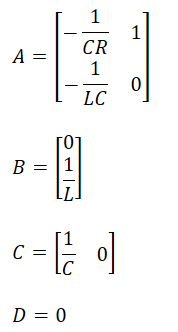 A = [ -1/CR 1
-1/LC 0 ]
B = [ 0
1/L ]
C = [ 1/C 0 ]
D = 0